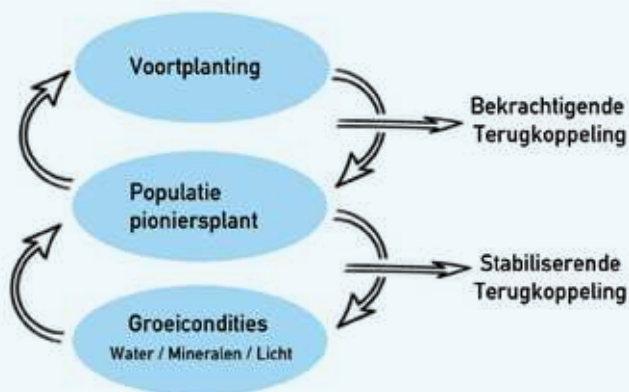 Voortplanting
Bekrachtigende
Terugkoppeling
Populatie
pioniersplant
Stabiliserende
Terugkoppeling
Groeicondities
Water / Mineralen / Licht